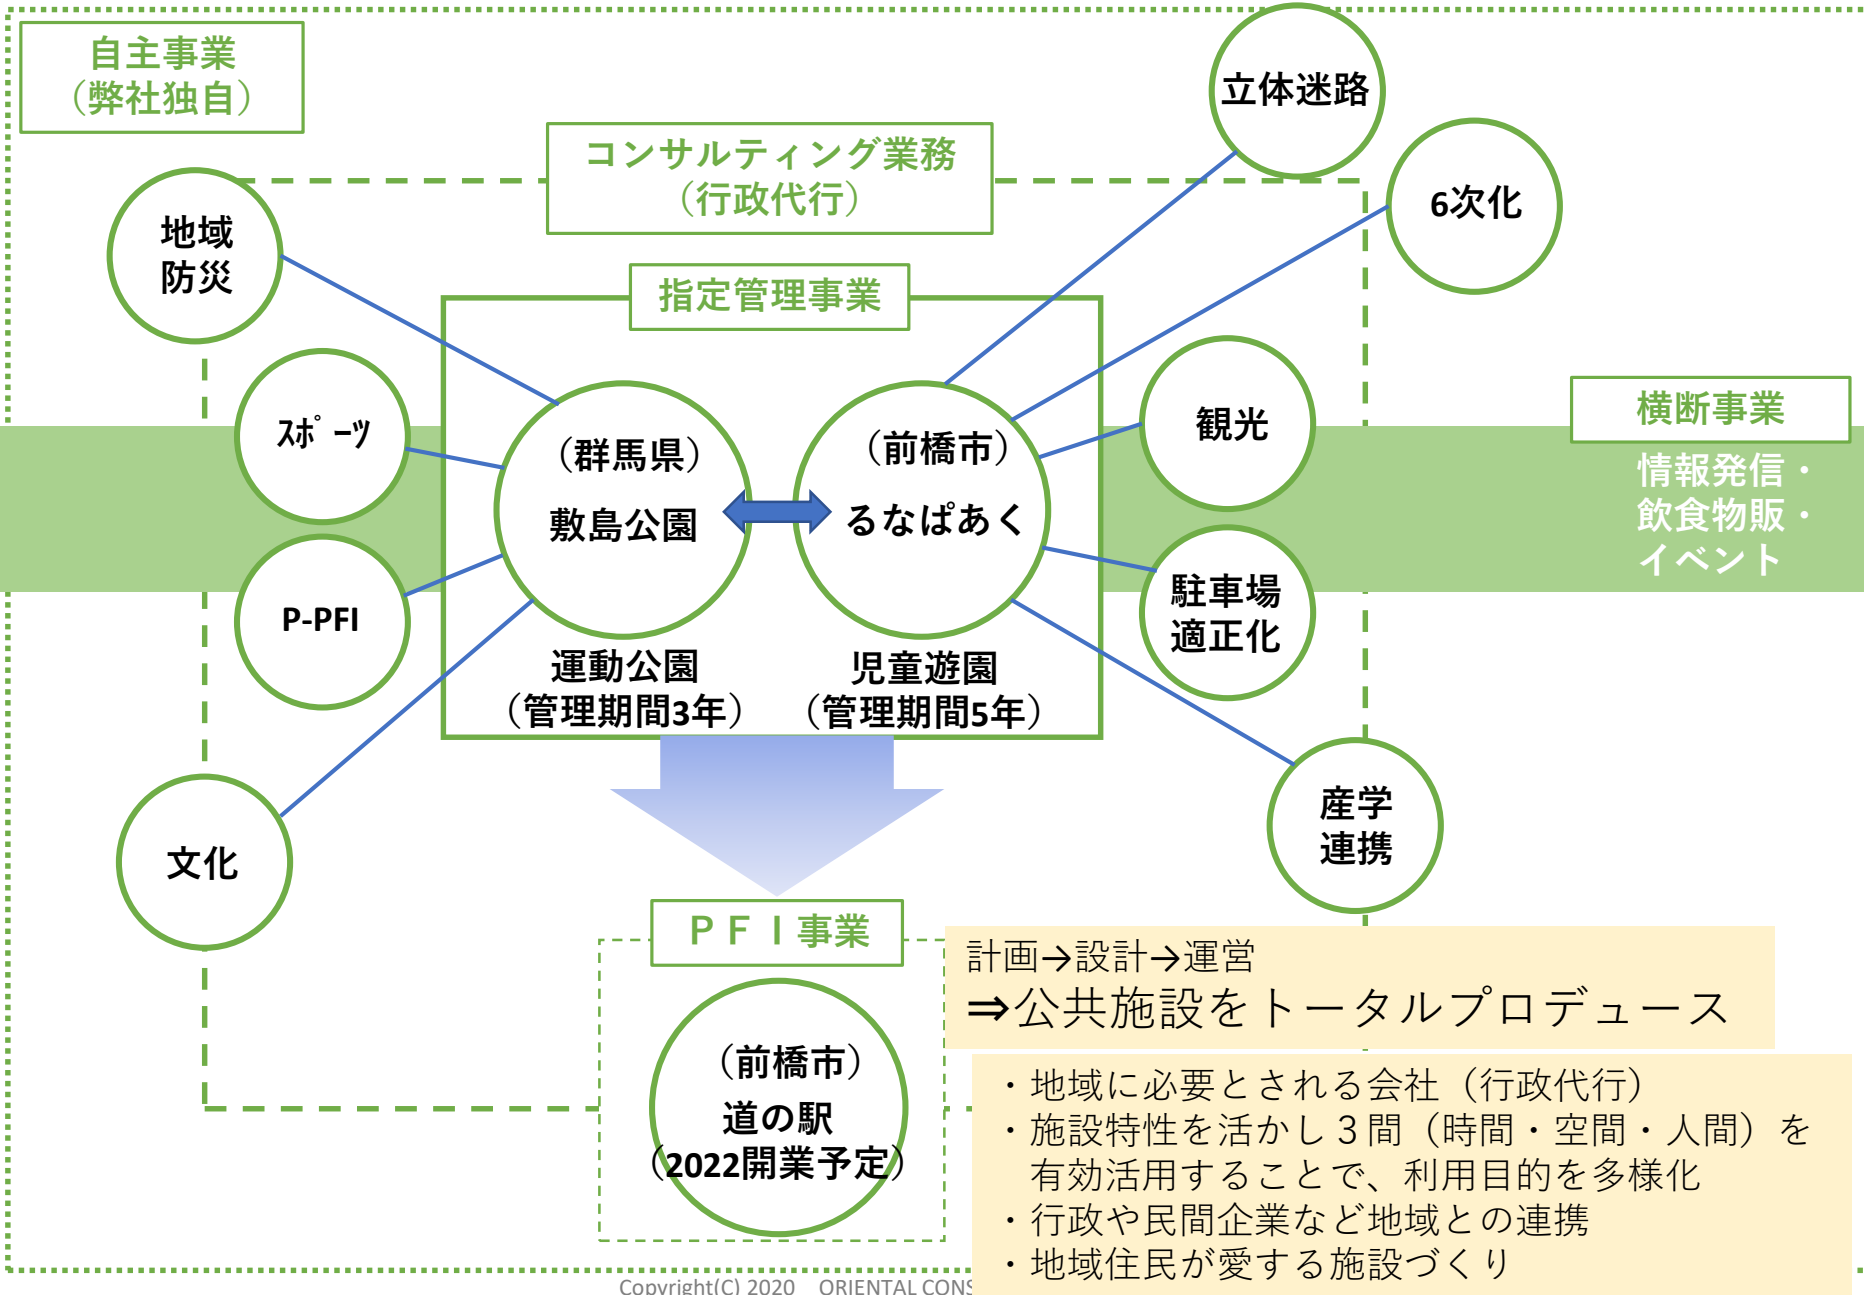 自主事業
（弊社独自）
立体迷路
コンサルティング業務
（行政代行）
6次化
地域
防災
指定管理事業
ｽﾎﾟｰﾂ
（群馬県）
敷島公園
（前橋市）
るなぱあく
観光
横断事業
情報発信・
飲食物販・
イベント
P-PFI
駐車場
適正化
運動公園
（管理期間3年）
児童遊園
（管理期間5年）
文化
産学
連携
ＰＦＩ事業
計画→設計→運営
⇒公共施設をトータルプロデュース
（前橋市）
道の駅
（2022開業予定）
・地域に必要とされる会社（行政代行）
・施設特性を活かし３間（時間・空間・人間）を
有効活用することで、利用目的を多様化
・行政や民間企業など地域との連携
・地域住民が愛する施設づくり
Copyright(C) 2020 ORIENTAL CONS